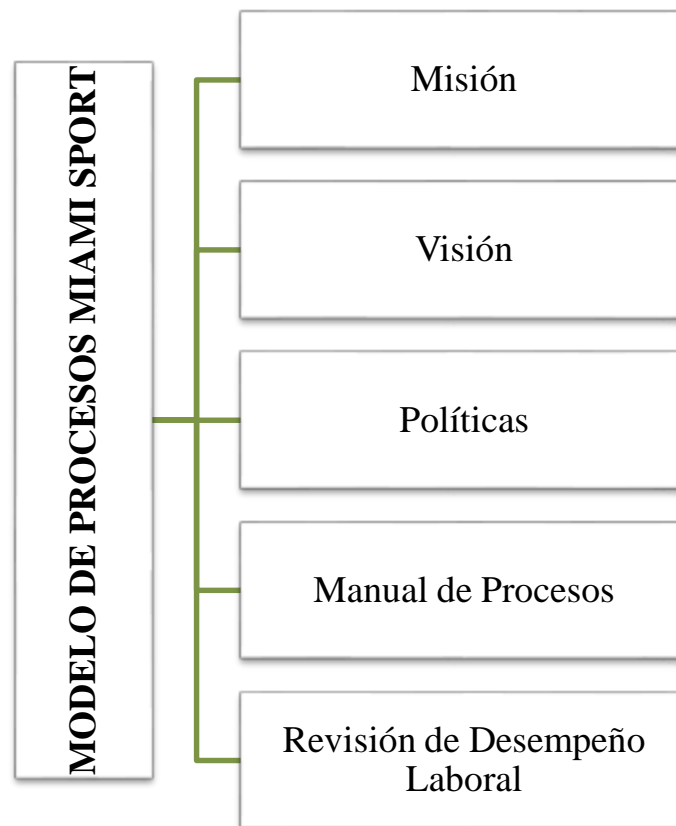 MODELO DE PROCESOS MIAMI SPORT
Misión
Visión
Políticas
Manual de Procesos
Revisión de Desempeño
Laboral